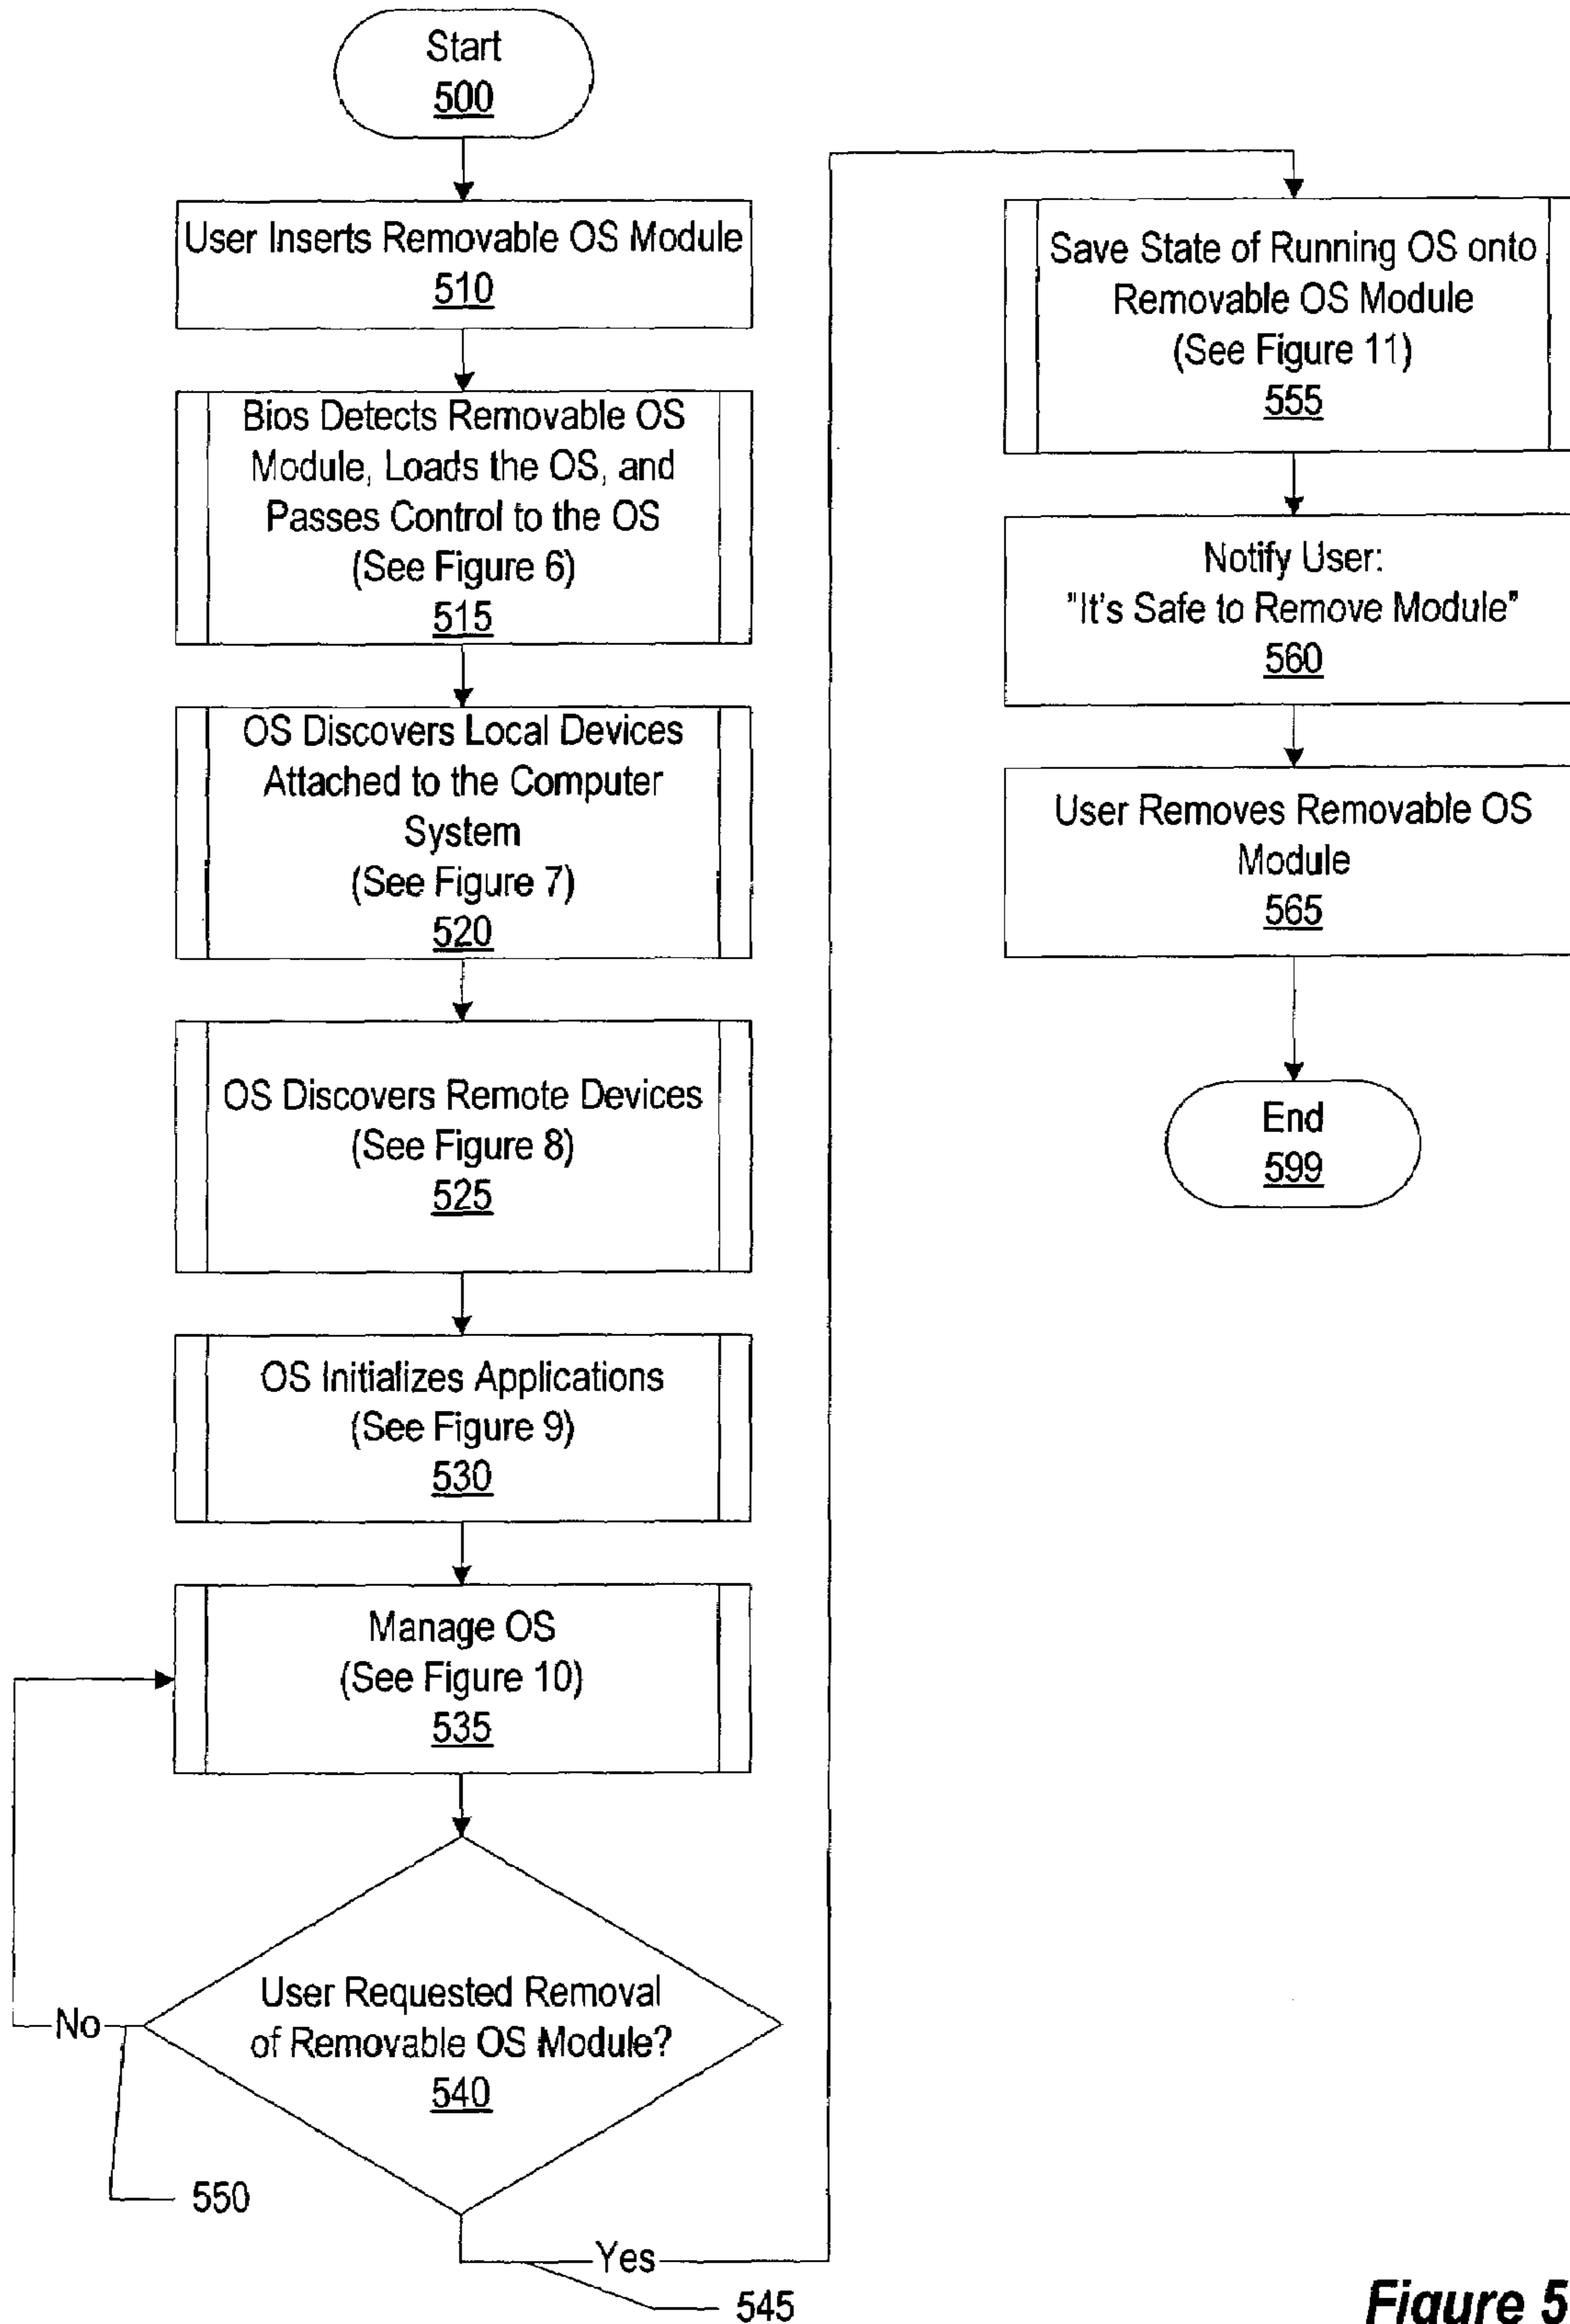 Start
500
User Inserts Removable OS Module
510
Bios Detects Removable OS
Module, Loads the OS, and
Passes Control to the OS
(See Figure 6)
515
OS Discovers Local Devices
Attached to the Computer
System
(See Figure 7)
520
OS Discovers Remote Devices
(See Figure 8)
525
OS Initializes Applications
(See Figure 9)
530
Manage OS
(See Figure 10)
535
User Requested Removal
of Removable OS Module?
540
No
550
Yes
545
Save State of Running OS onto
Removable OS Module
(See Figure 11)
555
Notify User:
"It's Safe to Remove Module"
560
User Removes Removable OS
Module
565
End
599
Figure 5